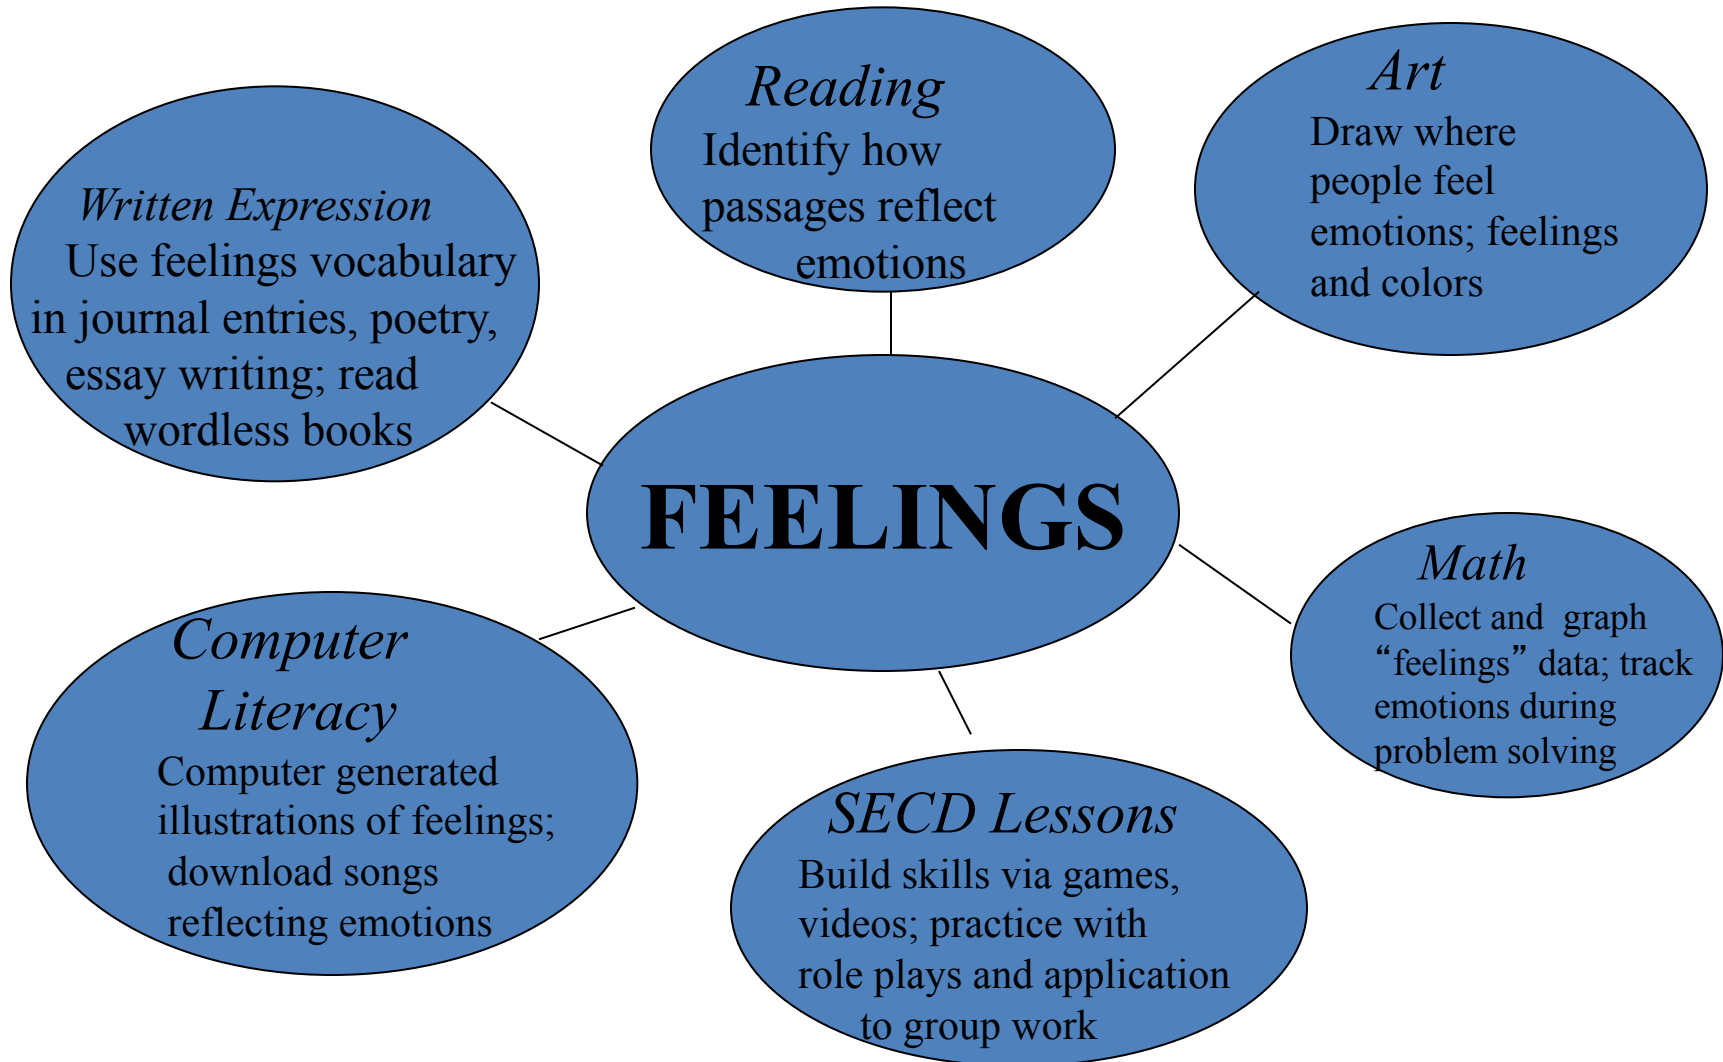 Reading
Identify how
passages reflect
emotions
Art
Draw where
people feel
emotions; feelings
and colors
Written Expression
Use feelings vocabulary
in journal entries, poetry,
essay writing; read
wordless books
FEELINGS
Math
Collect and graph
“feelings” data; track
emotions during
problem solving
Computer
Literacy
Computer generated
illustrations of feelings;
download songs
reflecting emotions
SECD Lessons
Build skills via games,
videos; practice with
role plays and application
to group work